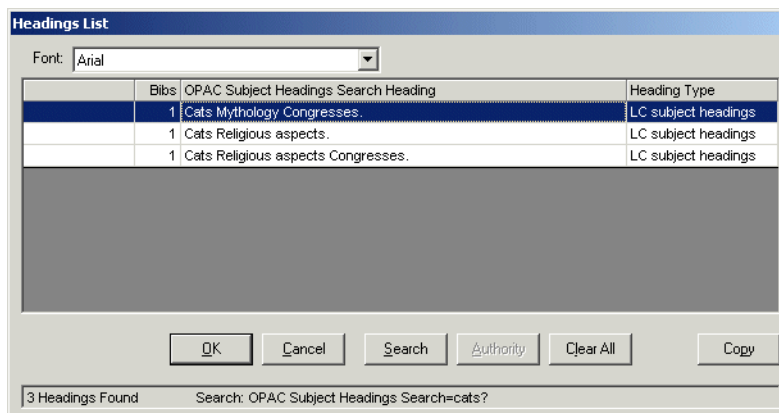 Headings List
Font: Arial
Bibs OPAC Subject Headings Search Heading Heading Type
1 Cats Mythology Congresses. LC subject headings
1 Cats Religious aspects. LC subject headings
1 Cats Religious aspects Congresses. LC subject headings
OK Cancel Search Authority Clear All Copy
3 Headings Found Search: OPAC Subject Headings Search=cats?